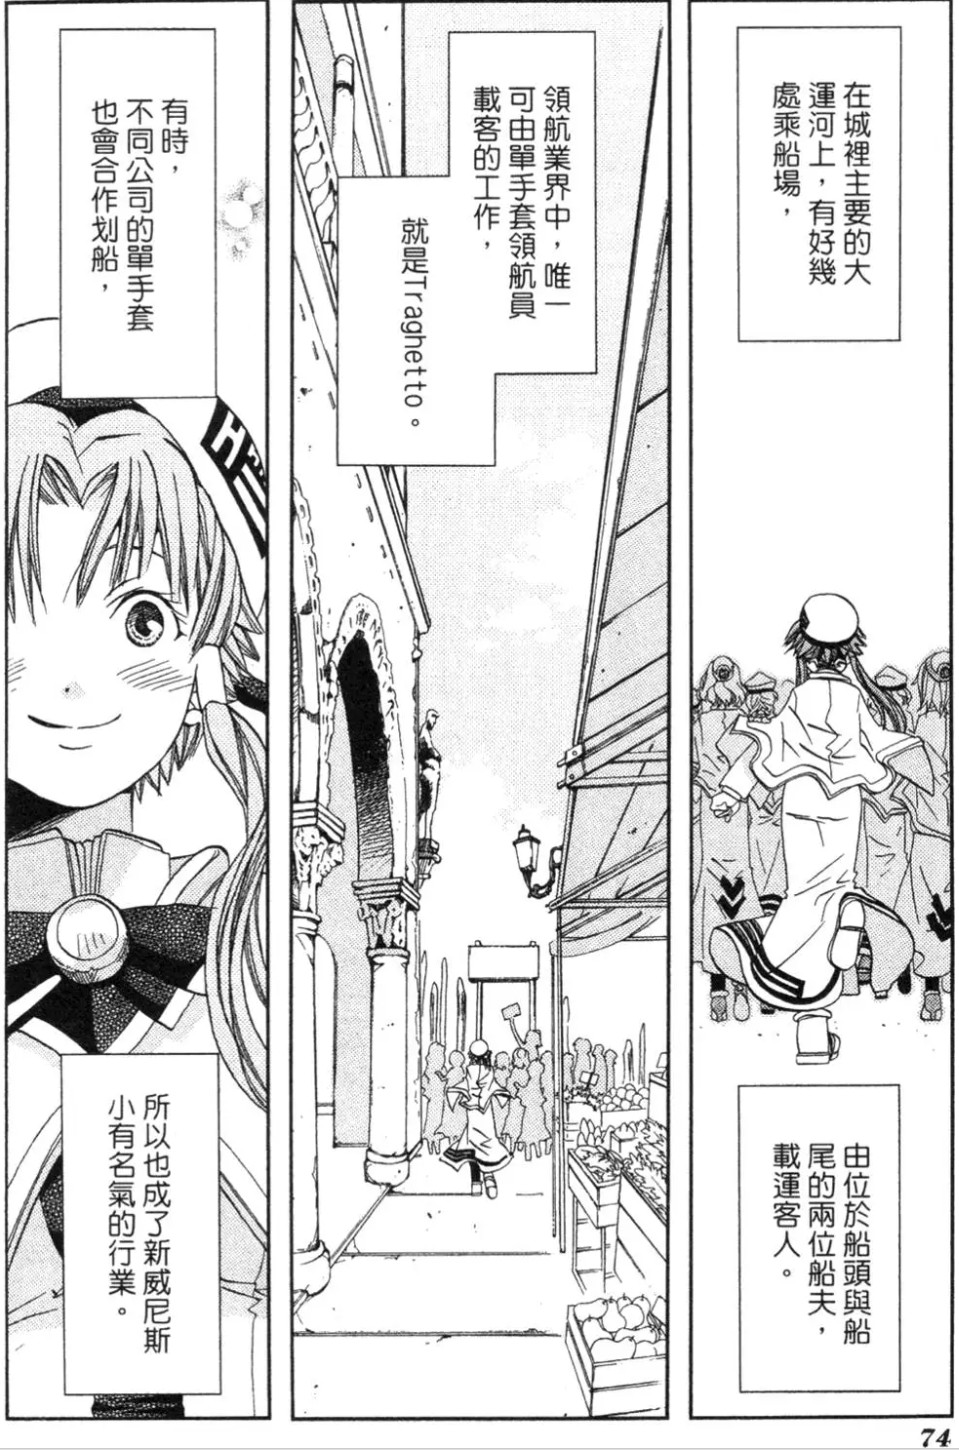 在城裡主要的大
運河上，有好幾
處乘船場，
由位於船頭與船
尾的兩位船夫，
載運客人。
領航業界中，唯一
可由單手套領航員
載客的工作，
就是Traghetto。
有時，
不同公司的單手套
也會合作划船，
所以也成了新威尼斯
小有名氣的行業。
74